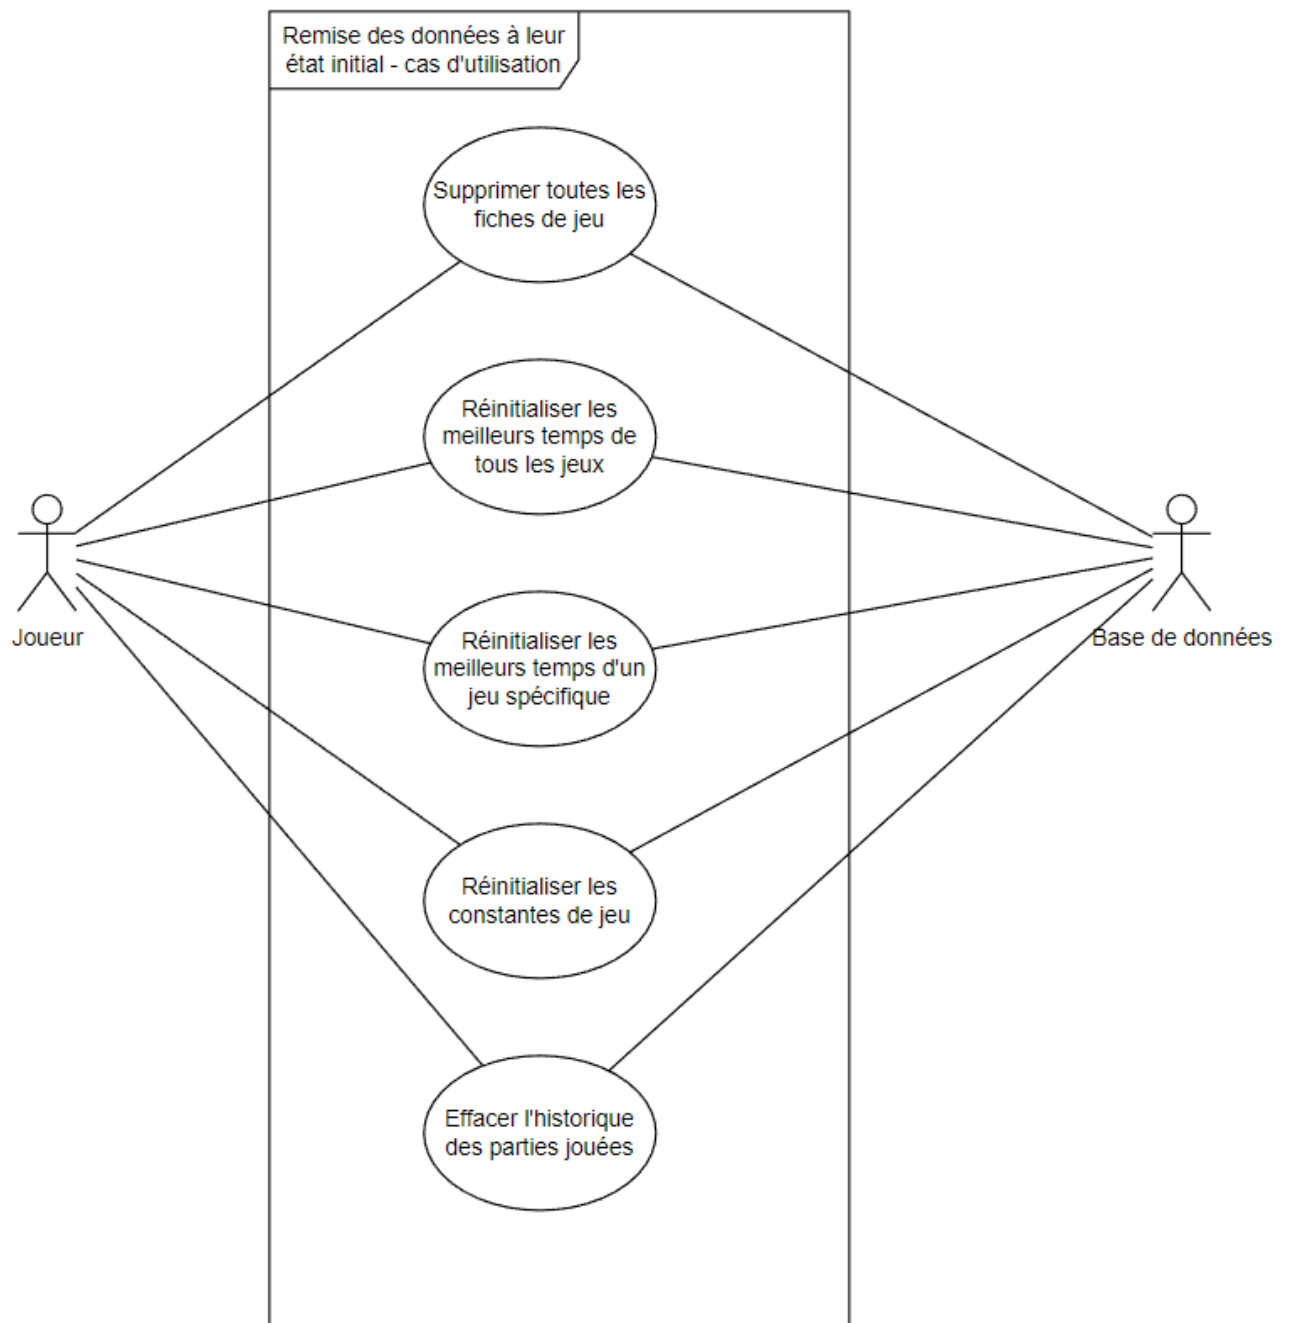 Remise des données à leur
état initial - cas d'utilisation
Supprimer toutes les
fiches de jeu
Réinitialiser les
meilleurs temps de
tous les jeux
Joueur
Base de données
Réinitialiser les
meilleurs temps d'un
jeu spécifique
Réinitialiser les
constantes de jeu
Effacer l'historique
des parties jouées